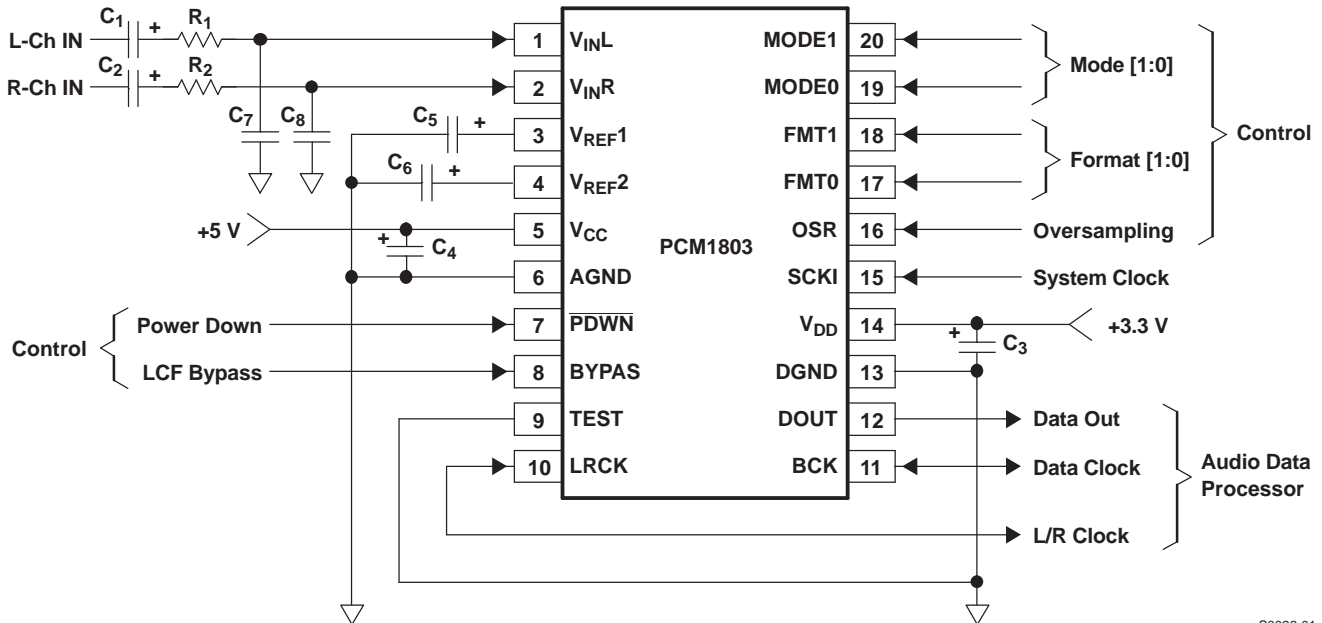 L-Ch IN C1 + R1
R-Ch IN C2 + R2
C7 C8
C5 +
C6 +
+5 V
+ C4
Control
Power Down
LCF Bypass
PCM1803
1 VINL
2 VINR
3 VREF1
4 VREF2
5 VCC
6 AGND
7 PDWN
8 BYPAS
9 TEST
10 LRCK
MODE1 20
MODE0 19
FMT1 18
FMT0 17
OSR 16
SCKI 15
VDD 14
DGND 13
DOUT 12
BCK 11
Mode [1:0]
Format [1:0]
Control
Oversampling
System Clock
+ C3
+3.3 V
Data Out
Data Clock
L/R Clock
Audio Data
Processor